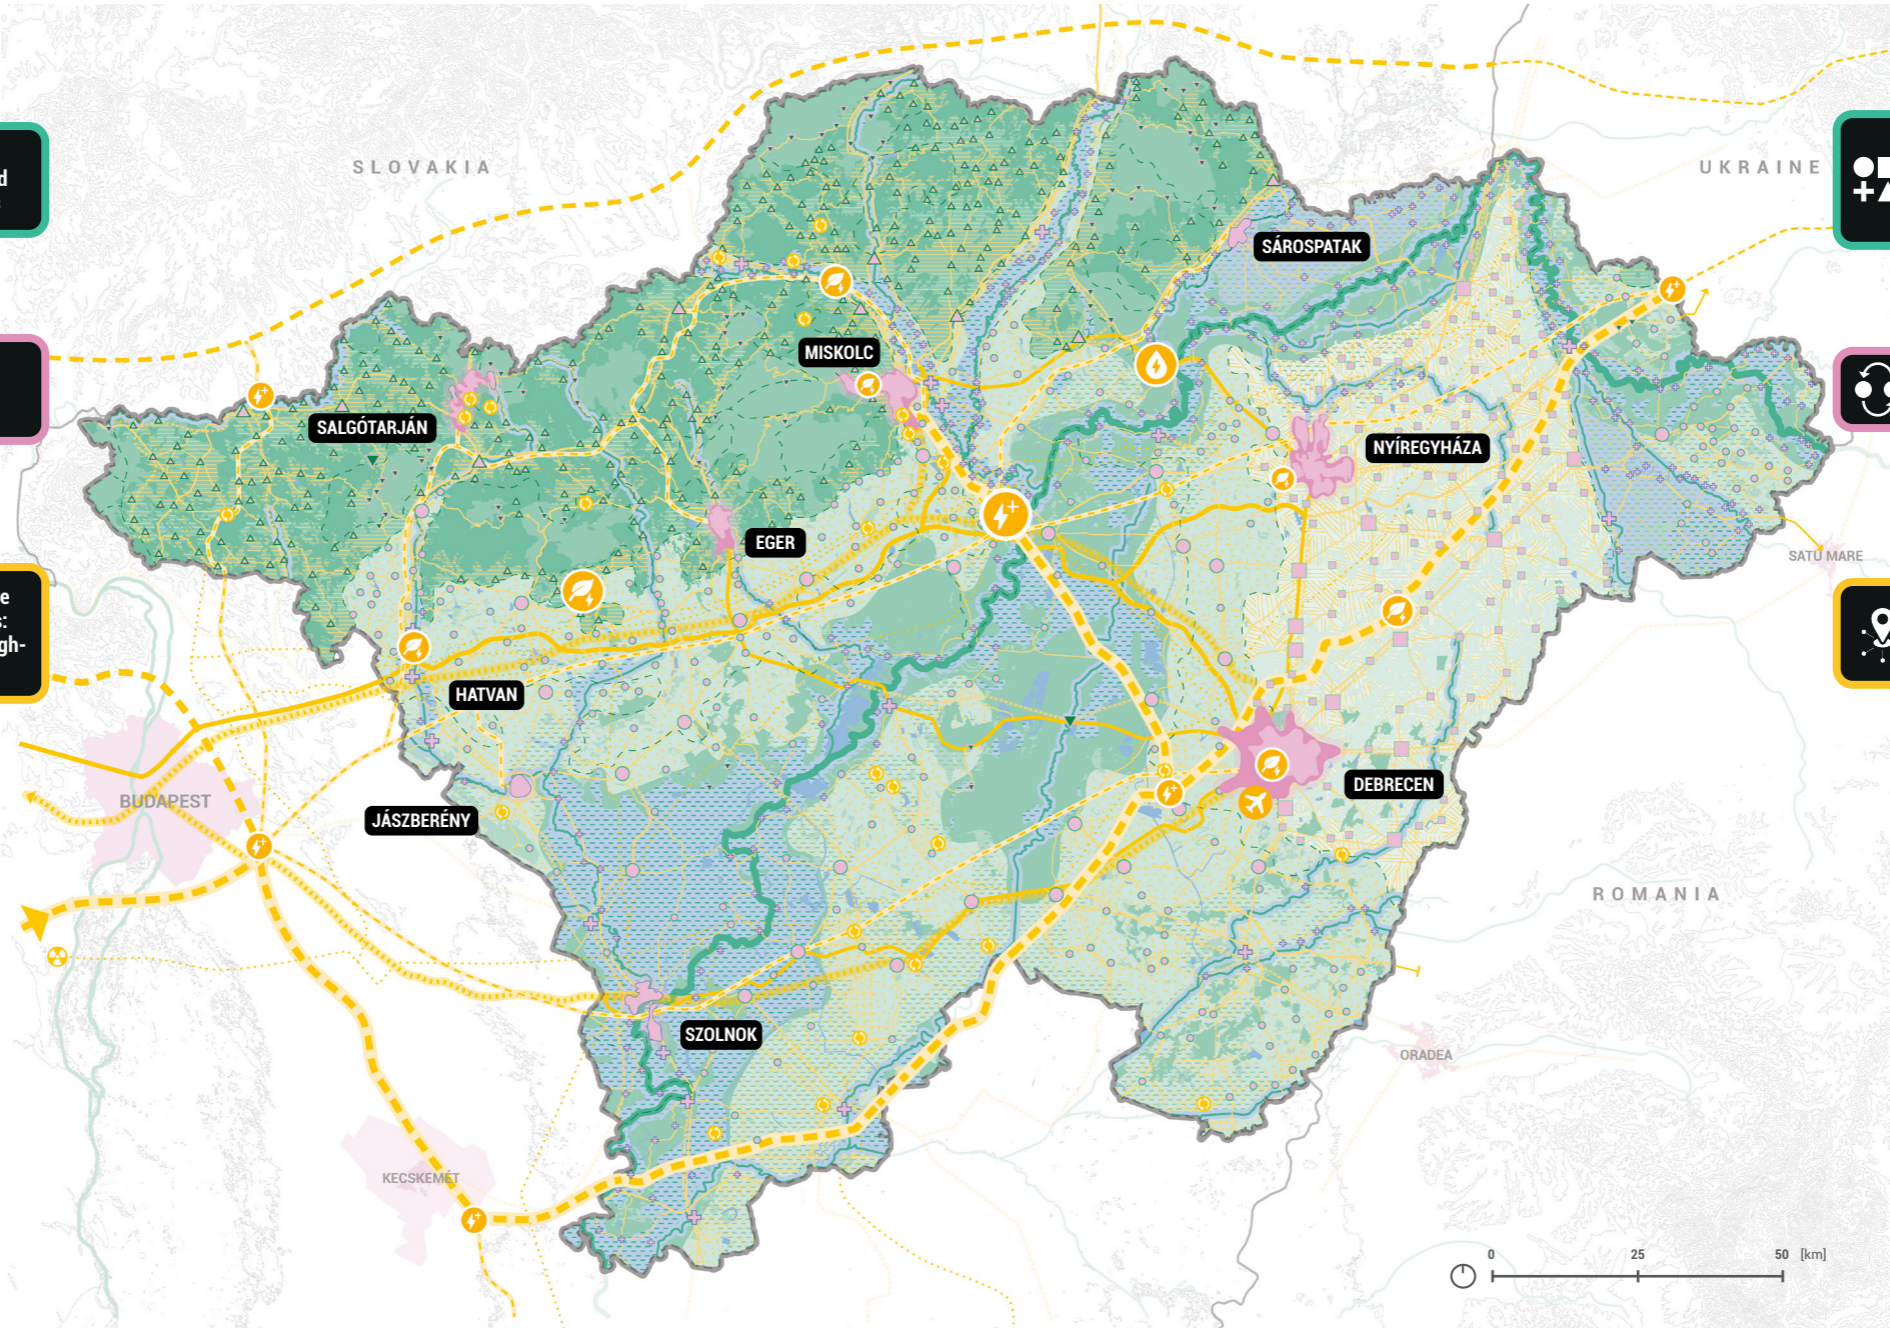 SLOVAKIA
UKRAINE
d
SÁROSPATAK
MISKOLC
SALGÓTARJÁN
NYÍREGYHÁZA
EGER
SATU MARE
e
s:
gh-
HATVAN
BUDAPEST
DEBRECEN
JÁSZBERÉNY
ROMANIA
SZOLNOK
ORADEA
KECSKEMÉT
0 25 50 [km]